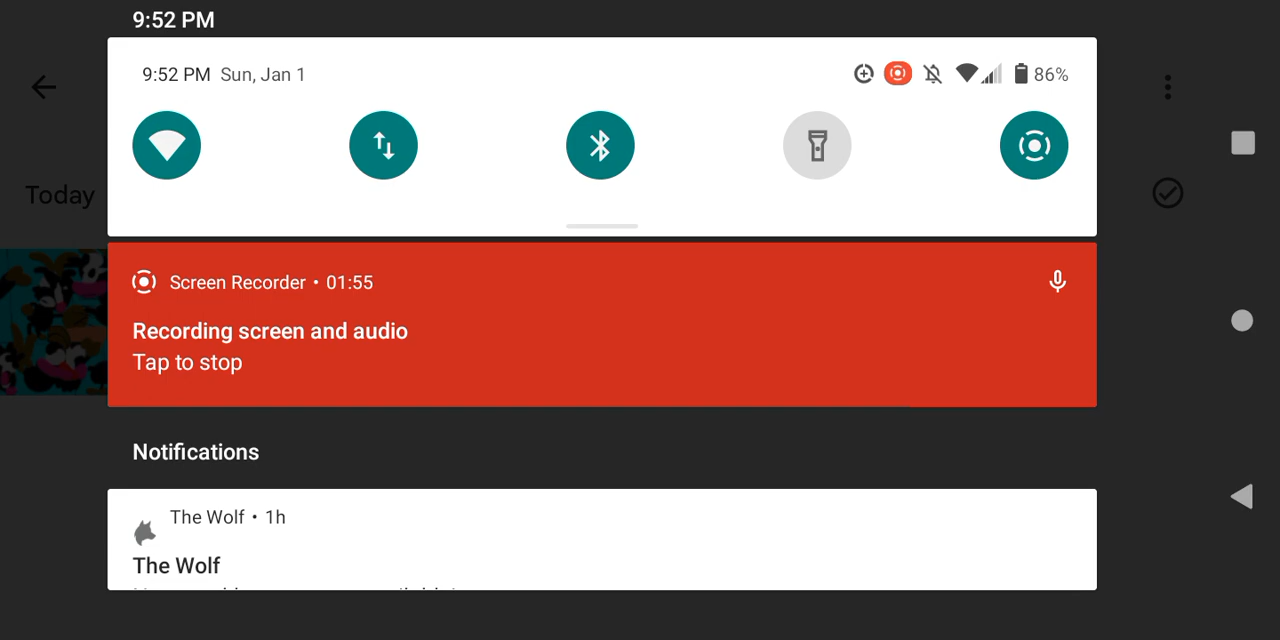 9:52 PM
9:52 PM Sun, Jan 1
86%
Today
Screen Recorder • 01:55
Recording screen and audio
Tap to stop
Notifications
The Wolf • 1h
The Wolf